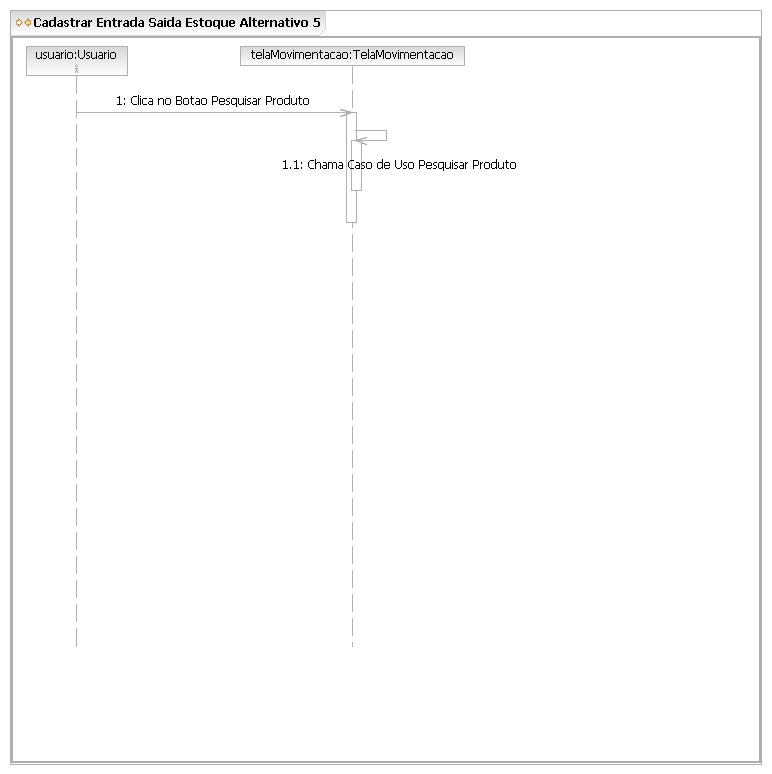 Cadastrar Entrada Saida Estoque Alternativo 5
usuario:Usuario
telaMovimentacao:TelaMovimentacao
1: Clica no Botao Pesquisar Produto
1.1: Chama Caso de Uso Pesquisar Produto